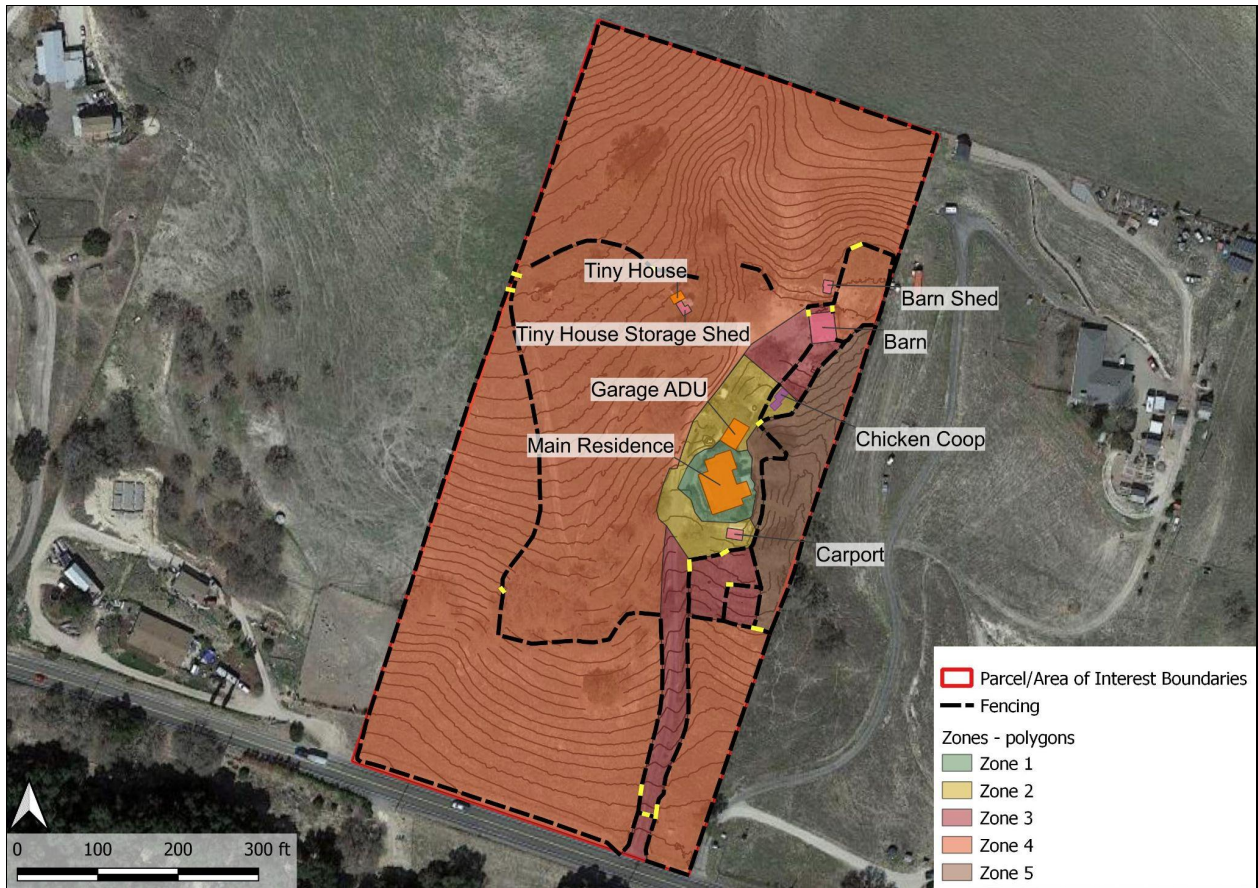 Tiny House
Barn Shed
Tiny House Storage Shed
Barn
Garage ADU
Main Residence
Chicken Coop
Carport
Parcel/Area of Interest Boundaries
Fencing
Zones - polygons
Zone 1
Zone 2
Zone 3
Zone 4
Zone 5
0 100 200 300 ft